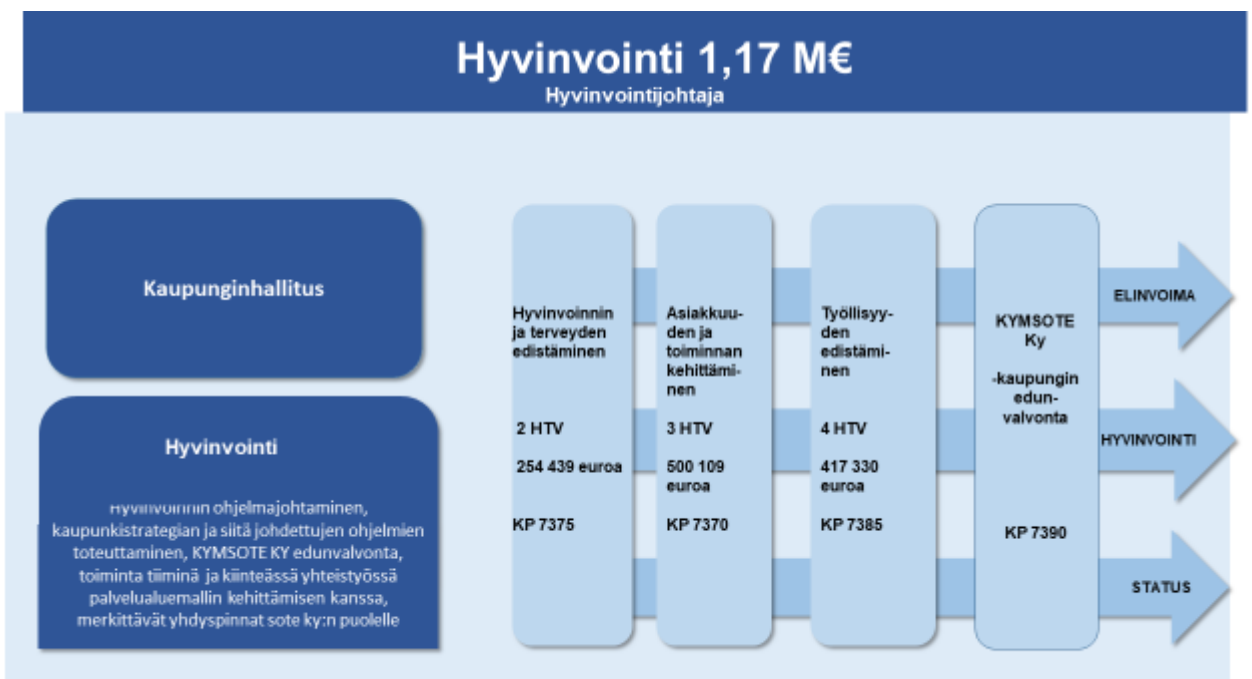 Hyvinvointi 1,17 M€
Hyvinvointijohtaja
Kaupunginhallitus
Hyvinvointi
Hyvinvoinnin ohjelmajohtaminen,
kaupunkistrategian ja siitä johdettujen ohjelmien
toteuttaminen, KYMSOTE KY edunvalvonta,
toiminta tiiminä ja kiinteässä yhteistyössä
palvelualuemallin kehittämisen kanssa,
merkittävät yhdyspinnat sote ky:n puolelle
Hyvinvoinnin
ja terveyden
edistäminen
2 HTV
254 439 euroa
KP 7375
Asiakkuu-
den ja
toiminnan
kehittämi-
nen
3 HTV
500 109
euroa
KP 7370
Työllisyy-
den
edistämi-
nen
4 HTV
417 330
euroa
KP 7385
KYMSOTE
Ky
-kaupungin
edun-
valvonta
KP 7390
ELINVOIMA
HYVINVOINTI
STATUS